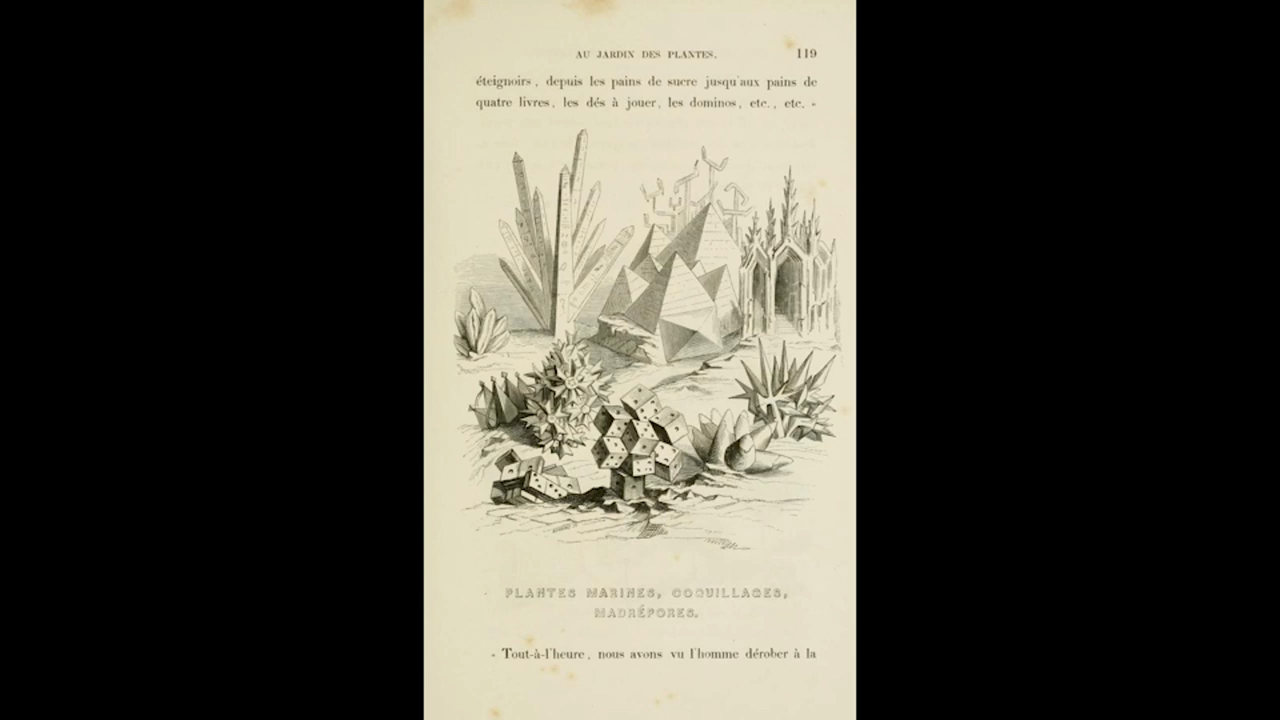 AU JARDIN DES PLANTES. 119
éteignoirs, depuis les pains de sucre jusqu'aux pains de
quatre livres, les dés à jouer, les dominos, etc., etc. »
PLANTES MARINES, COQUILLAGES,
MADRÉPORES.
« Tout-à-l'heure, nous avons vu l'homme dérober à la